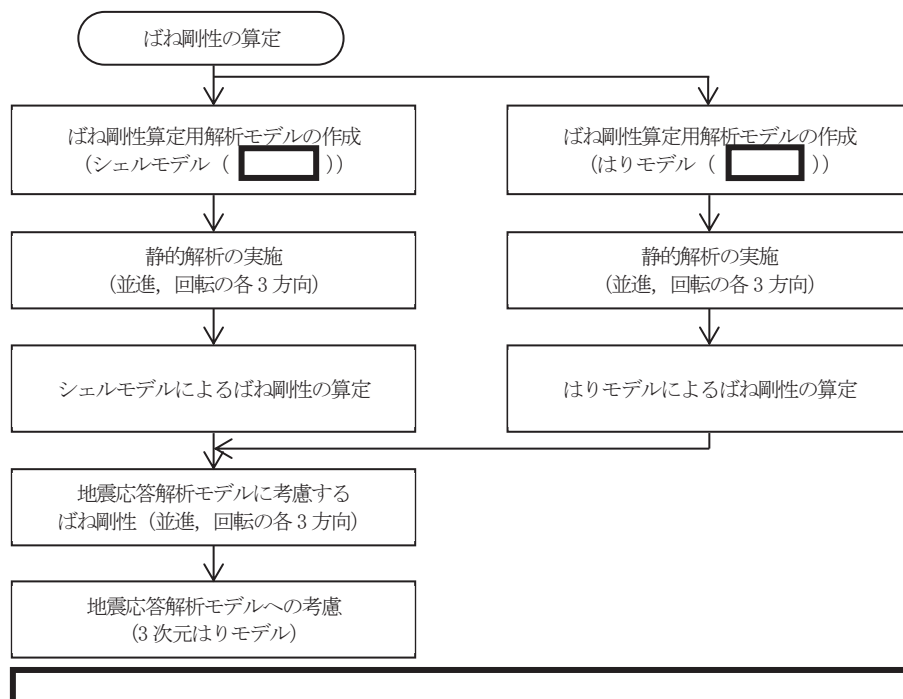 ばね剛性の算定
ばね剛性算定用解析モデルの作成
(シェルモデル ( ))
ばね剛性算定用解析モデルの作成
(はりモデル ( ))
静的解析の実施
(並進，回転の各 3 方向)
静的解析の実施
(並進，回転の各 3 方向)
シェルモデルによるばね剛性の算定
はりモデルによるばね剛性の算定
地震応答解析モデルに考慮する
ばね剛性 (並進，回転の各 3 方向)
地震応答解析モデルへの考慮
(3 次元はりモデル)